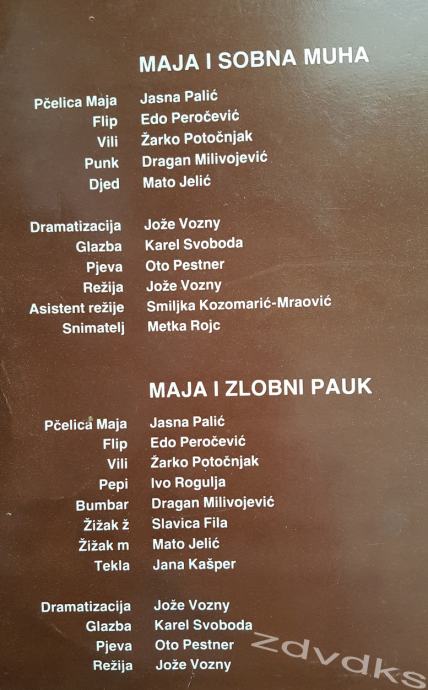 MAJA I SOBNA MUHA
Pčelica Maja Jasna Palić
Flip Edo Peročević
Vili Žarko Potočnjak
Punk Dragan Milivojević
Djed Mato Jelić
Dramatizacija Jože Vozny
Glazba Karel Svoboda
Pjeva Oto Pestner
Režija Jože Vozny
Asistent režije Smiljka Kozomarić-Mraović
Snimatelj Metka Rojc
MAJA I ZLOBNI PAUK
Pčelica Maja Jasna Palić
Flip Edo Peročević
Vili Žarko Potočnjak
Pepi Ivo Rogulja
Bumbar Dragan Milivojević
Žižak ž Slavica Fila
Žižak m Mato Jelić
Tekla Jana Kašper
Dramatizacija Jože Vozny
Glazba Karel Svoboda
Pjeva Oto Pestner
Režija Jože Vozny
zdvdks